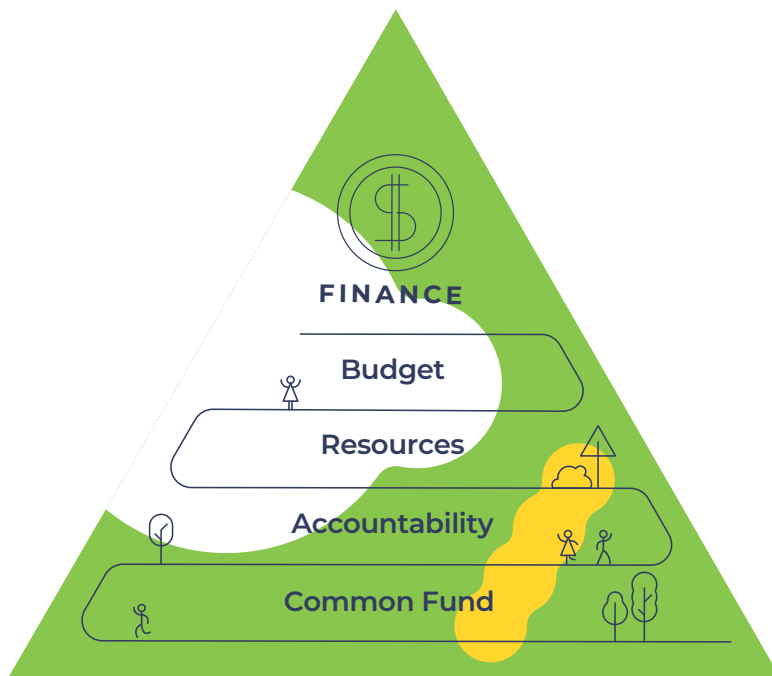 $
FINANCE
Budget
Resources
Accountability
Common Fund